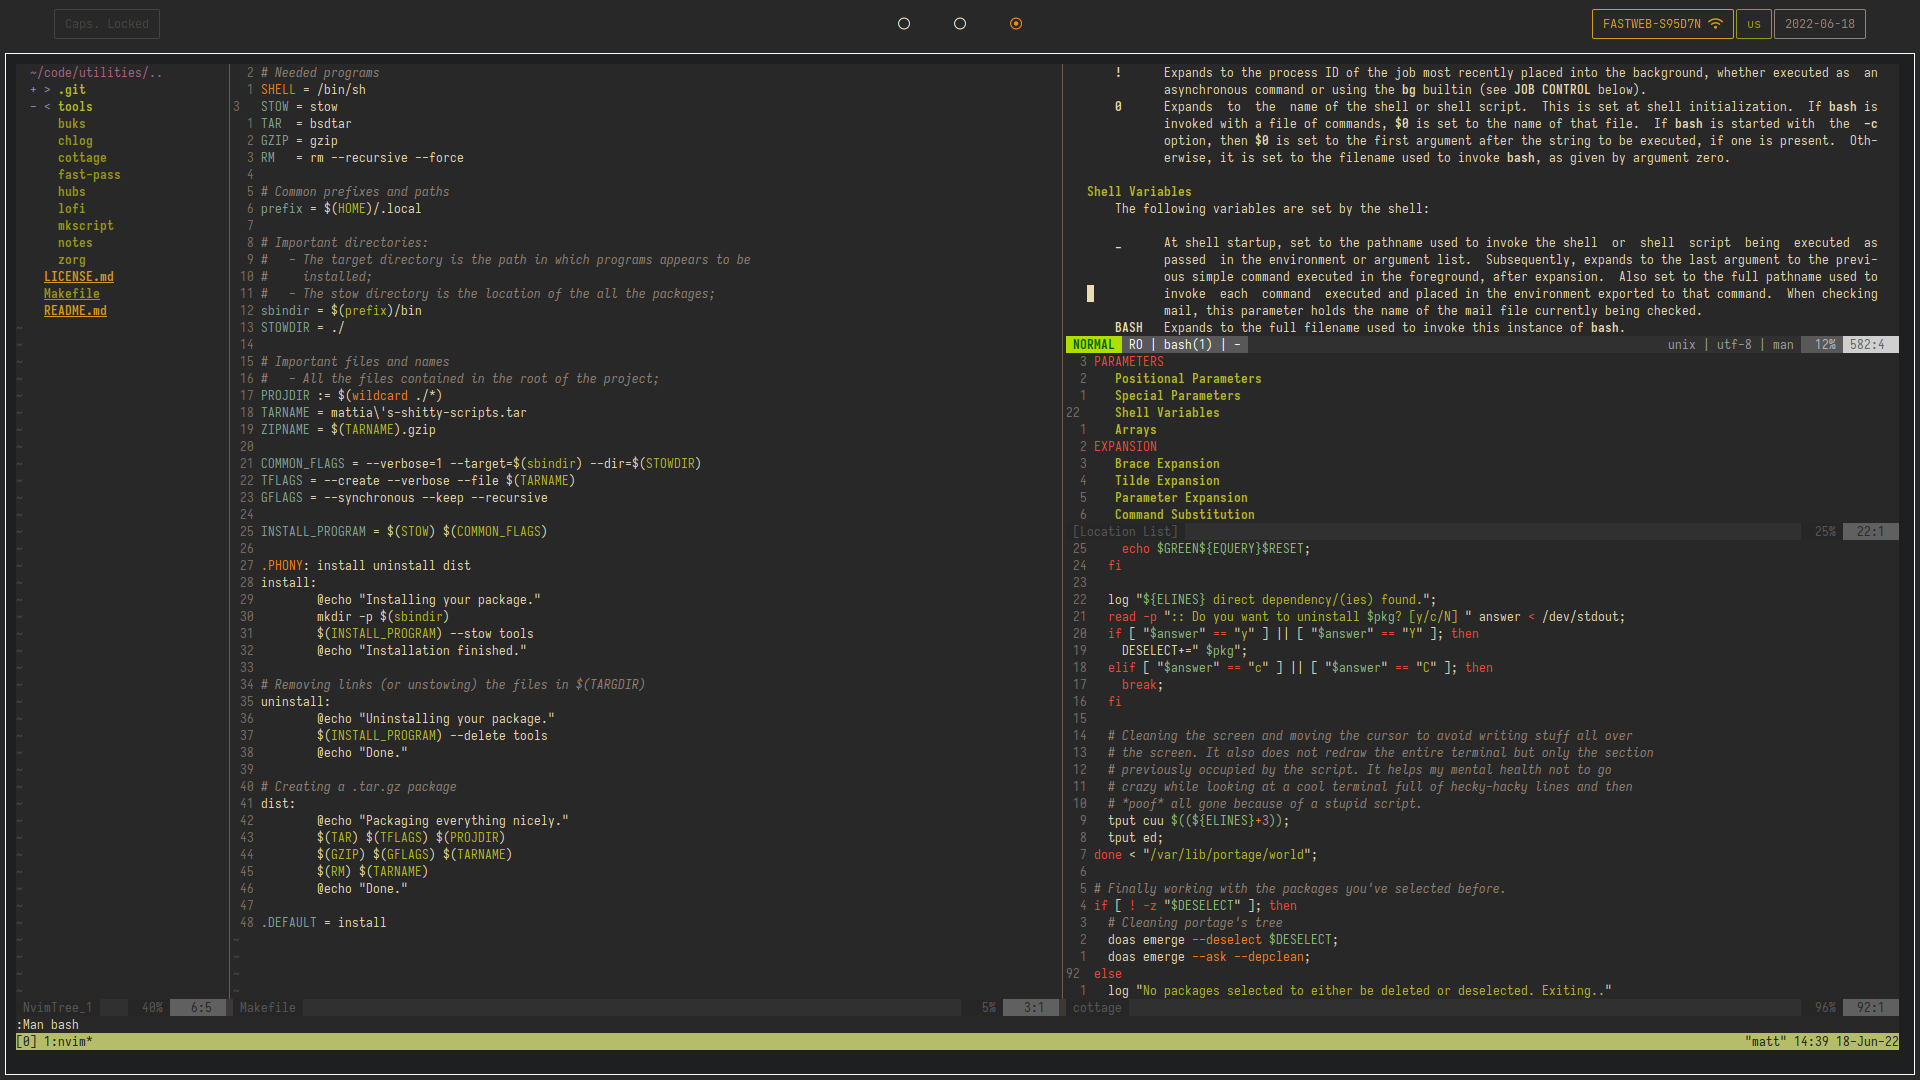 Caps. Locked
FASTWEB-S95D7N
us
2022-06-18
~/code/utilities/..
+ > .git
- < tools
buks
chlog
cottage
fast-pass
hubs
lofi
mkscript
notes
zorg
LICENSE.md
Makefile
README.md
NvimTree_1 40% 6:5
2 # Needed programs
1 SHELL = /bin/sh
3 STOW = stow
1 TAR  = bsdtar
2 GZIP = gzip
3 RM   = rm --recursive --force
4
5 # Common prefixes and paths
6 prefix = $(HOME)/.local
7
8 # Important directories:
9 #   - The target directory is the path in which programs appears to be
10 #     installed;
11 #   - The stow directory is the location of the all the packages;
12 sbindir = $(prefix)/bin
13 STOWDIR = ./
14
15 # Important files and names
16 #   - All the files contained in the root of the project;
17 PROJDIR := $(wildcard ./*)
18 TARNAME = mattia\'s-shitty-scripts.tar
19 ZIPNAME = $(TARNAME).gzip
20
21 COMMON_FLAGS = --verbose=1 --target=$(sbindir) --dir=$(STOWDIR)
22 TFLAGS = --create --verbose --file $(TARNAME)
23 GFLAGS = --synchronous --keep --recursive
24
25 INSTALL_PROGRAM = $(STOW) $(COMMON_FLAGS)
26
27 .PHONY: install uninstall dist
28 install:
29         @echo "Installing your package."
30         mkdir -p $(sbindir)
31         $(INSTALL_PROGRAM) --stow tools
32         @echo "Installation finished."
33
34 # Removing links (or unstowing) the files in $(TARGDIR)
35 uninstall:
36         @echo "Uninstalling your package."
37         $(INSTALL_PROGRAM) --delete tools
38         @echo "Done."
39
40 # Creating a .tar.gz package
41 dist:
42         @echo "Packaging everything nicely."
43         $(TAR) $(TFLAGS) $(PROJDIR)
44         $(GZIP) $(GFLAGS) $(TARNAME)
45         $(RM) $(TARNAME)
46         @echo "Done."
47
48 .DEFAULT = install
Makefile 5% 3:1
!      Expands to the process ID of the job most recently placed into the background, whether executed as  an
asynchronous command or using the bg builtin (see JOB CONTROL below).
0      Expands  to  the  name of the shell or shell script.  This is set at shell initialization.  If bash is
invoked with a file of commands, $0 is set to the name of that file.  If bash is started with  the  -c
option, then $0 is set to the first argument after the string to be executed, if one is present.  Oth-
erwise, it is set to the filename used to invoke bash, as given by argument zero.
Shell Variables
The following variables are set by the shell:
_      At shell startup, set to the pathname used to invoke the shell  or  shell  script  being  executed  as
passed  in the environment or argument list.  Subsequently, expands to the last argument to the previ-
ous simple command executed in the foreground, after expansion.  Also set to the full pathname used to
invoke  each  command  executed and placed in the environment exported to that command.  When checking
mail, this parameter holds the name of the mail file currently being checked.
BASH   Expands to the full filename used to invoke this instance of bash.
NORMAL RO | bash(1) | - unix | utf-8 | man 12% 582:4
3 PARAMETERS
2    Positional Parameters
1    Special Parameters
22    Shell Variables
1    Arrays
2 EXPANSION
3    Brace Expansion
4    Tilde Expansion
5    Parameter Expansion
6    Command Substitution
[Location List] 25% 22:1
25     echo $GREEN${EQUERY}$RESET;
24   fi
23
22   log "${ELINES} direct dependency/(ies) found.";
21   read -p ":: Do you want to uninstall $pkg? [y/c/N] " answer < /dev/stdout;
20   if [ "$answer" == "y" ] || [ "$answer" == "Y" ]; then
19     DESELECT+=" $pkg";
18   elif [ "$answer" == "c" ] || [ "$answer" == "C" ]; then
17     break;
16   fi
15
14   # Cleaning the screen and moving the cursor to avoid writing stuff all over
13   # the screen. It also does not redraw the entire terminal but only the section
12   # previously occupied by the script. It helps my mental health not to go
11   # crazy while looking at a cool terminal full of hecky-hacky lines and then
10   # *poof* all gone because of a stupid script.
9   tput cuu $((${ELINES}+3));
8   tput ed;
7 done < "/var/lib/portage/world";
6
5 # Finally working with the packages you've selected before.
4 if [ ! -z "$DESELECT" ]; then
3   # Cleaning portage's tree
2   doas emerge --deselect $DESELECT;
1   doas emerge --ask --depclean;
92 else
1   log "No packages selected to either be deleted or deselected. Exiting.."
cottage 96% 92:1
:Man bash
[0] 1:nvim* "matt" 14:39 18-Jun-22